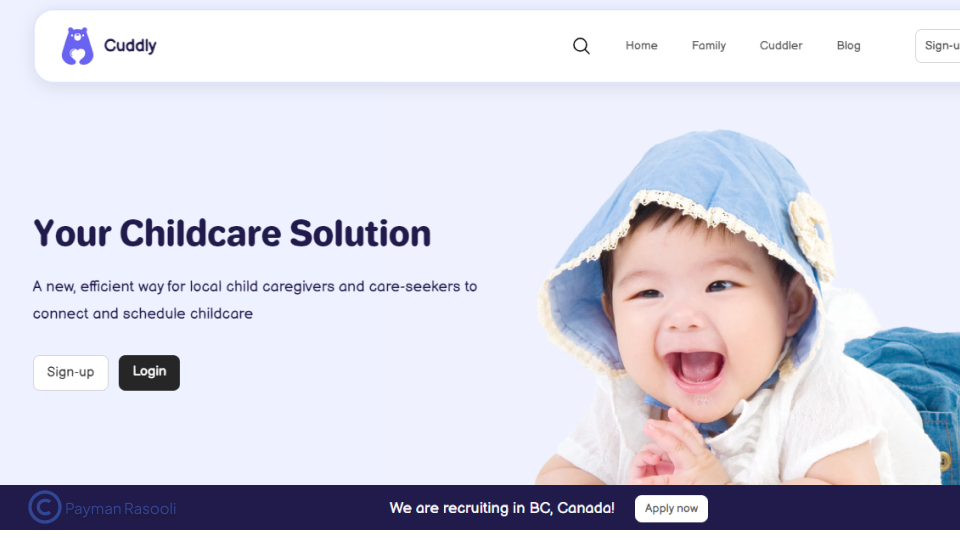 Cuddly
Home Family Cuddler Blog
Your Childcare Solution
A new, efficient way for local child caregivers and care-seekers to
connect and schedule childcare
Sign-up Login
© Payman Rasooli
We are recruiting in BC, Canada! Apply now